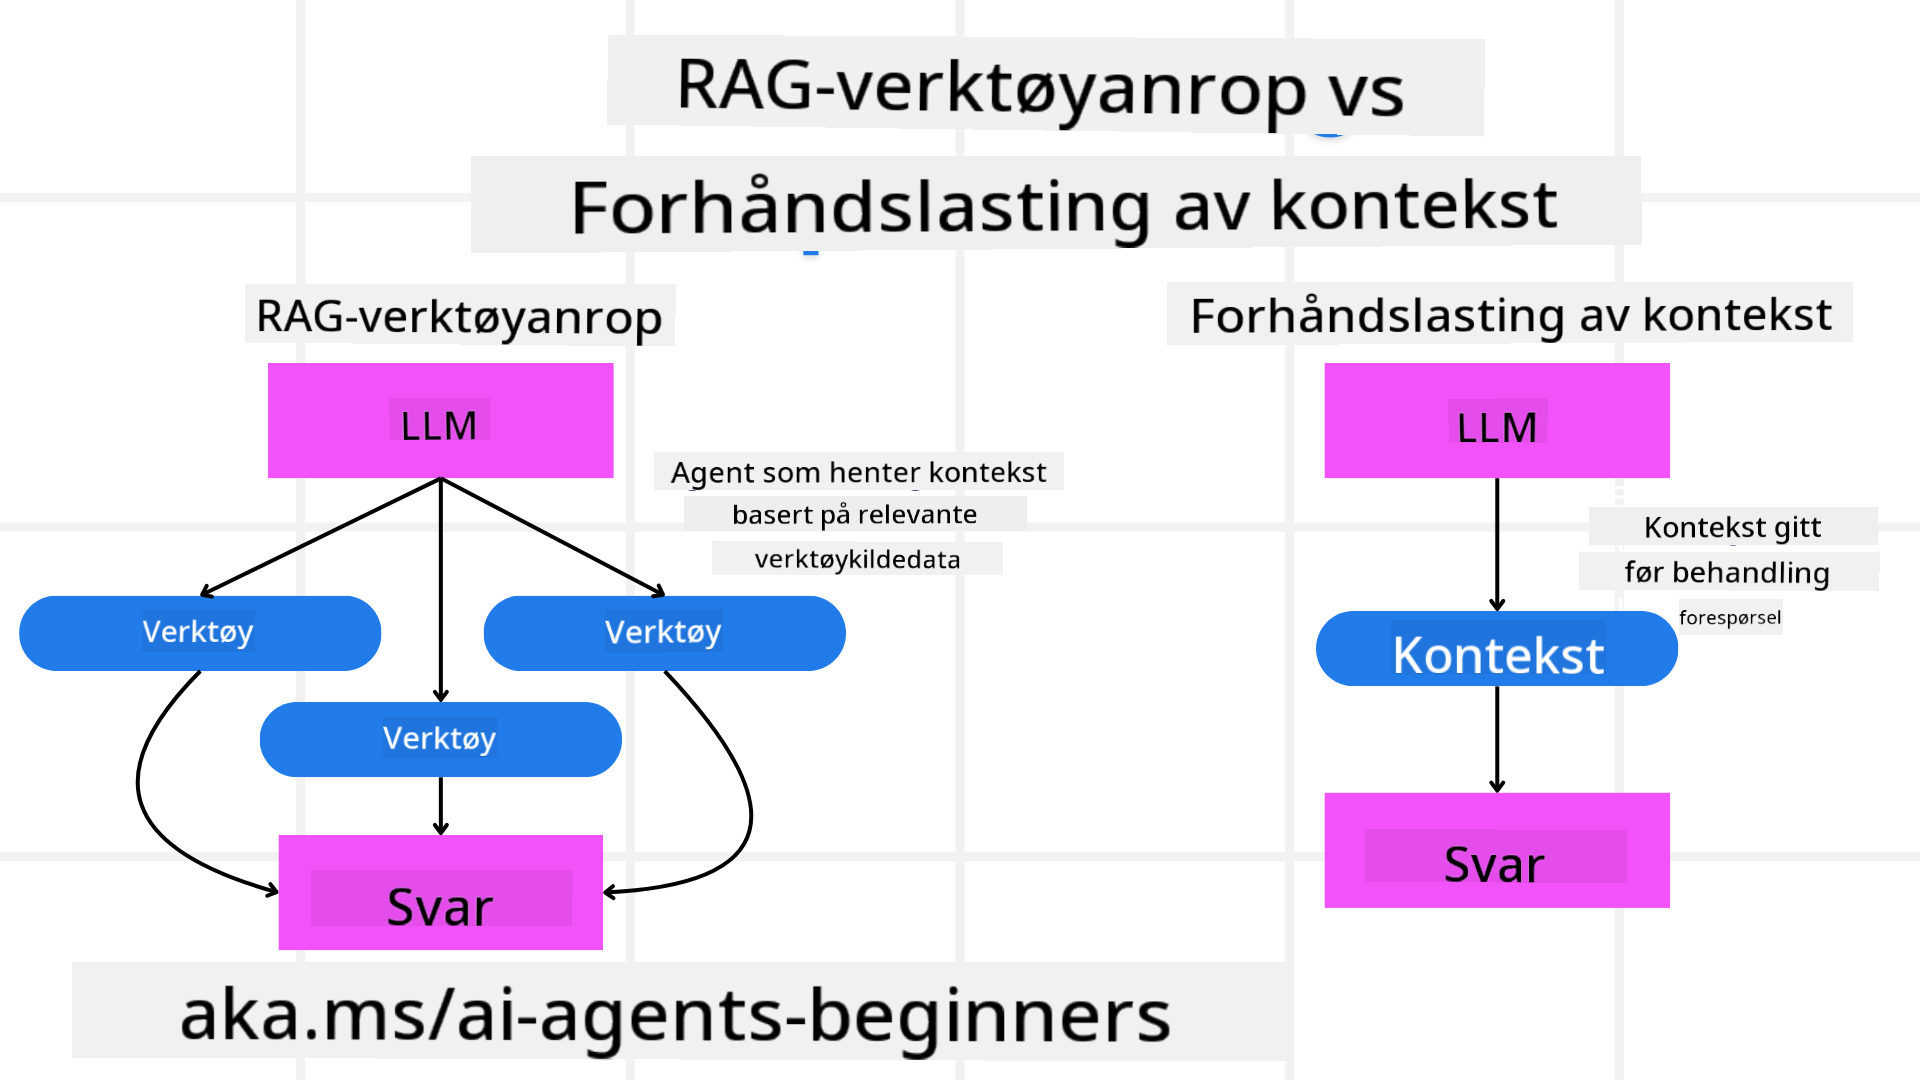 RAG-verktøyanrop vs
Forhåndslasting av kontekst
RAG-verktøyanrop
LLM
Agent som henter kontekst
basert på relevante
verktøykildedata
Verktøy
Verktøy
Verktøy
Svar
Forhåndslasting av kontekst
LLM
Kontekst gitt
før behandling
forespørsel
Kontekst
Svar
aka.ms/ai-agents-beginners